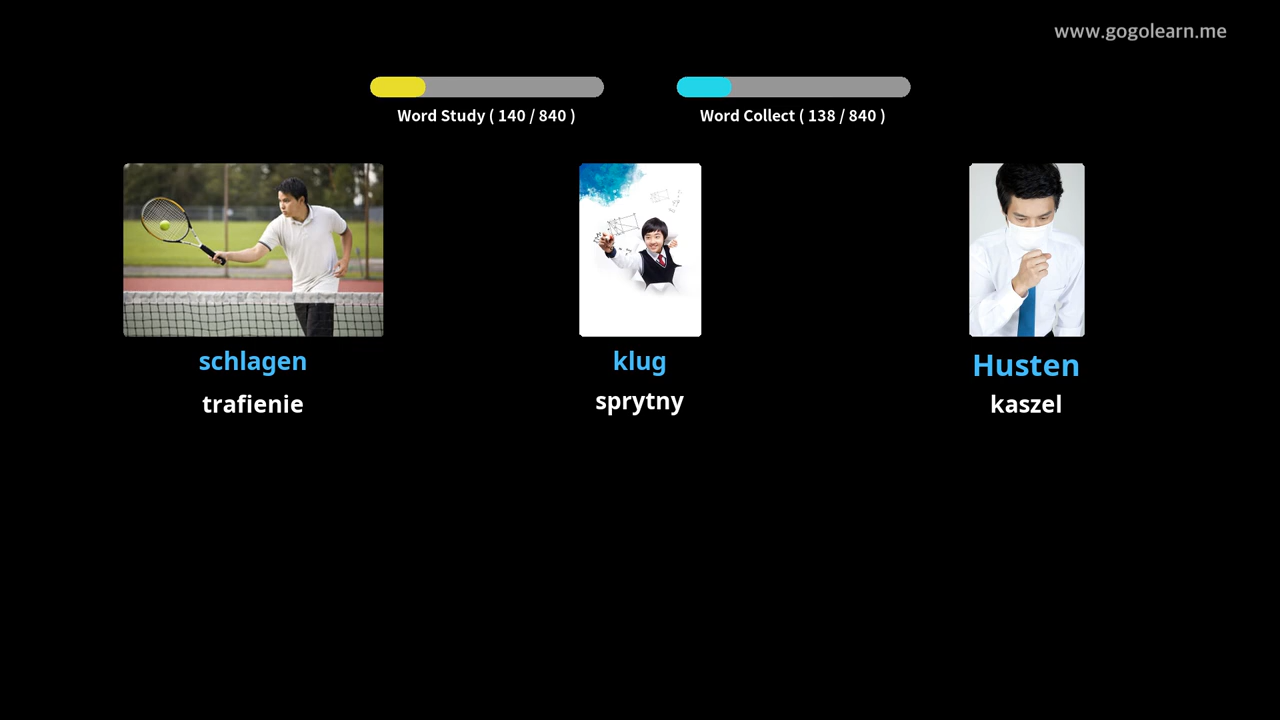 www.gogolearn.me
Word Study ( 140 / 840 )
Word Collect ( 138 / 840 )
schlagen
trafienie
klug
sprytny
Husten
kaszel